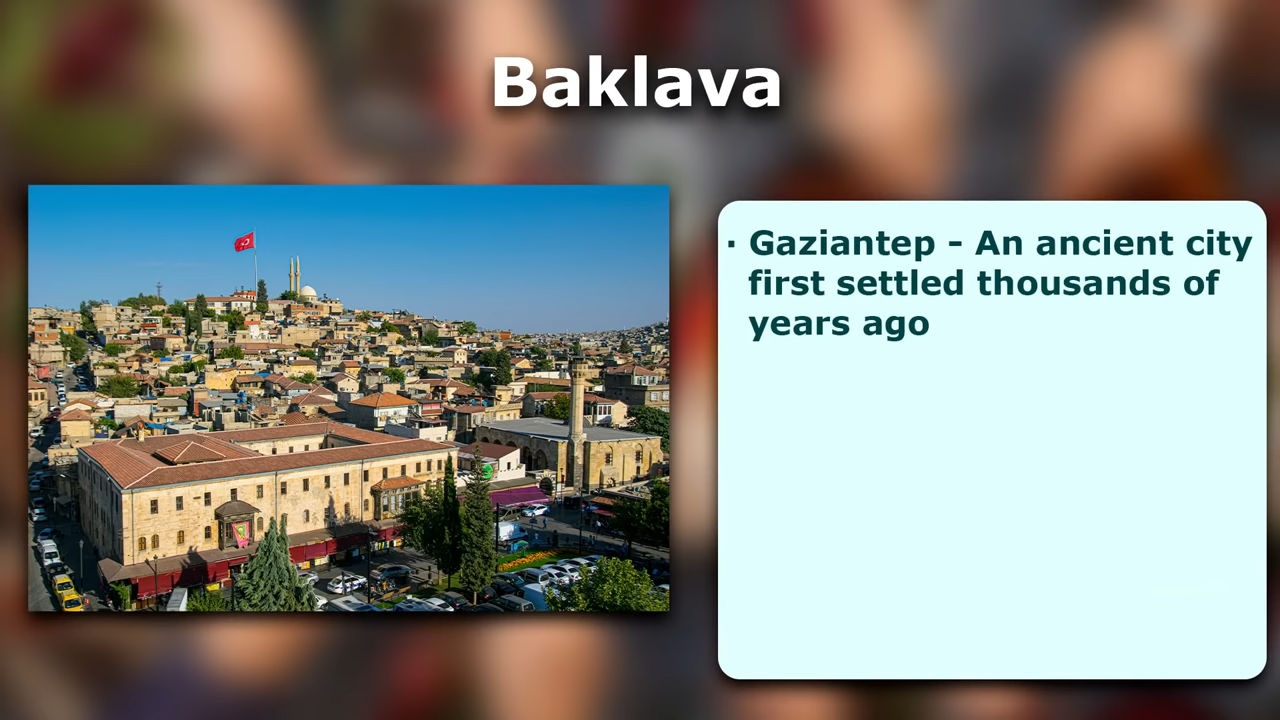 Baklava
· Gaziantep - An ancient city
first settled thousands of
years ago